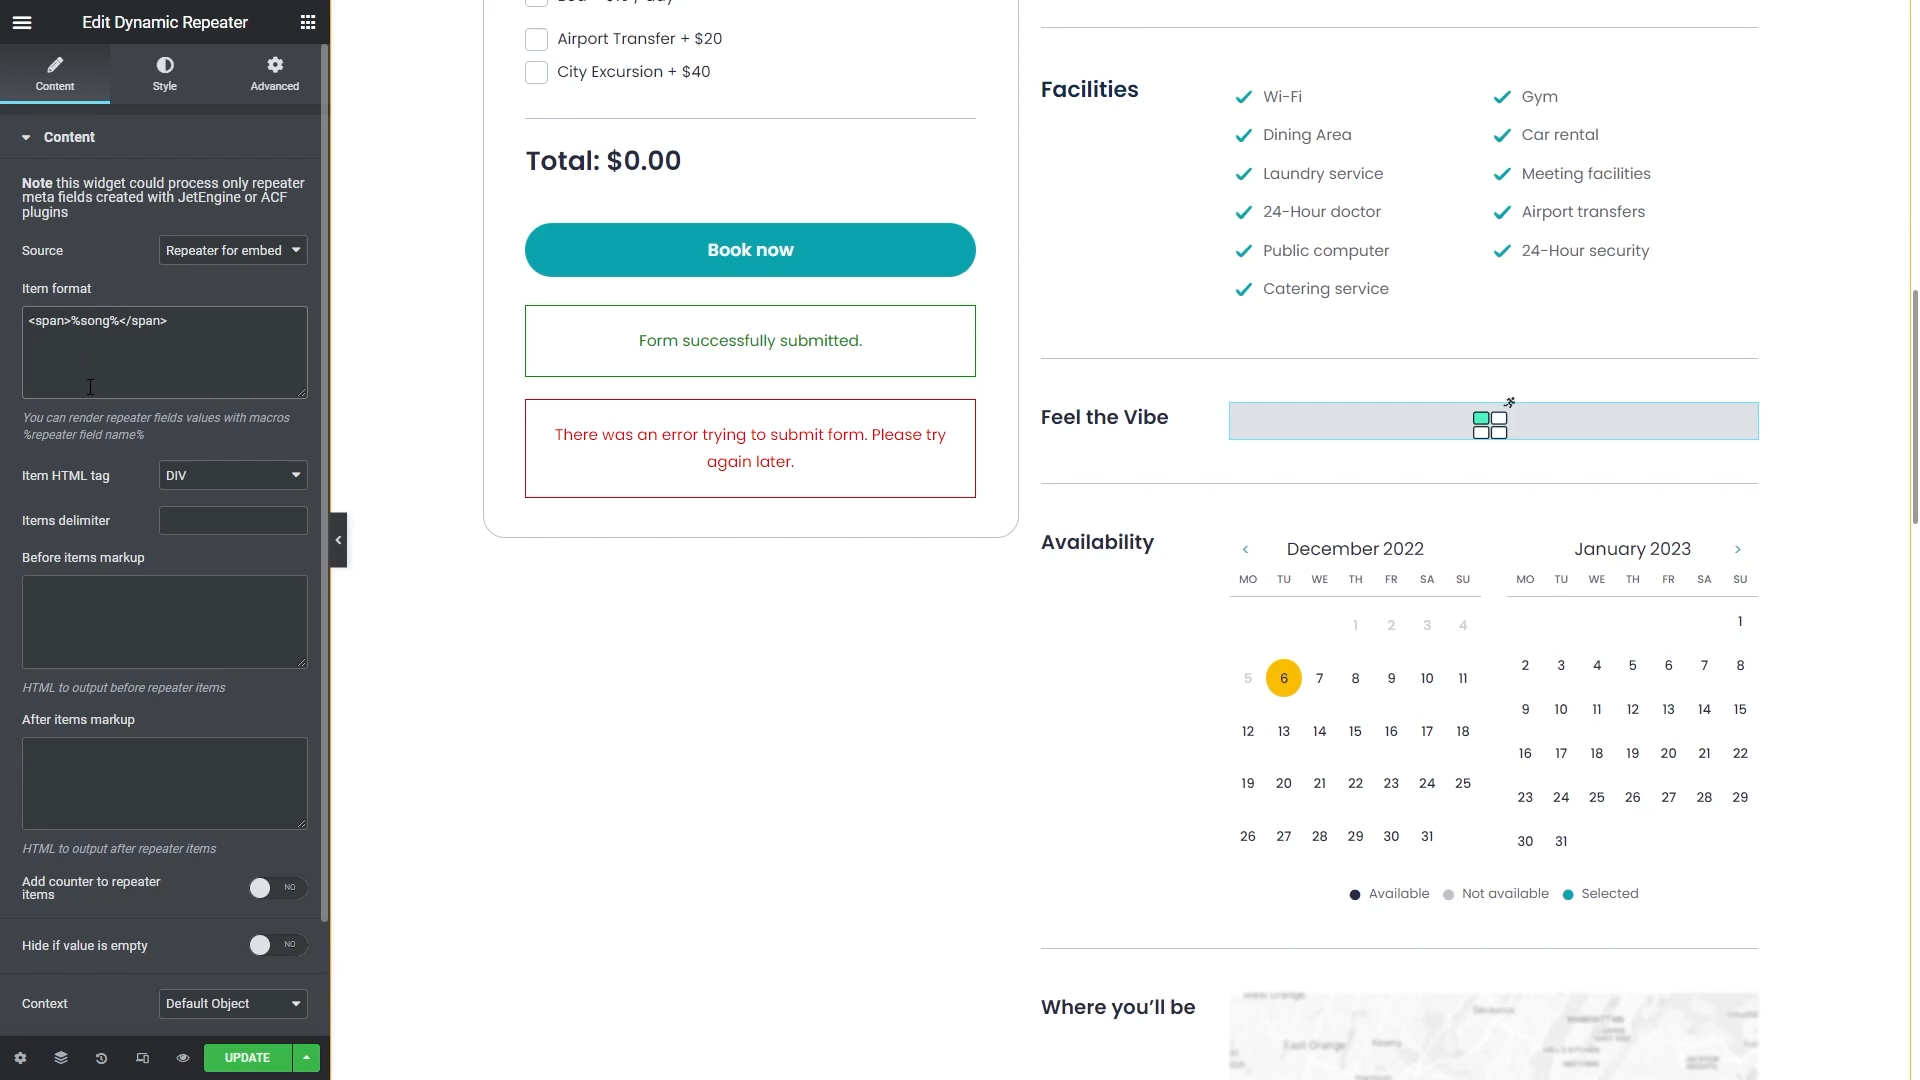 Edit Dynamic Repeater
Content
Style
Advanced
Content
Note this widget could process only repeater
meta fields created with JetEngine or ACF
plugins
Source
Repeater for embed
Item format
<span>%song%</span>
You can render repeater fields values with macros
%repeater field name%
Item HTML tag
DIV
Items delimiter
Before items markup
HTML to output before repeater items
After items markup
HTML to output after repeater items
Add counter to repeater
items
NO
Hide if value is empty
NO
Context
Default Object
UPDATE
Airport Transfer + $20
City Excursion + $40
Total: $0.00
Book now
Form successfully submitted.
There was an error trying to submit form. Please try
again later.
Facilities
Wi-Fi
Gym
Dining Area
Car rental
Laundry service
Meeting facilities
24-Hour doctor
Airport transfers
Public computer
24-Hour security
Catering service
Feel the Vibe
Availability
December 2022
MO TU WE TH FR SA SU
1 2 3 4
5 6 7 8 9 10 11
12 13 14 15 16 17 18
19 20 21 22 23 24 25
26 27 28 29 30 31
January 2023
MO TU WE TH FR SA SU
1
2 3 4 5 6 7 8
9 10 11 12 13 14 15
16 17 18 19 20 21 22
23 24 25 26 27 28 29
30 31
Available
Not available
Selected
Where you'll be
East Orange